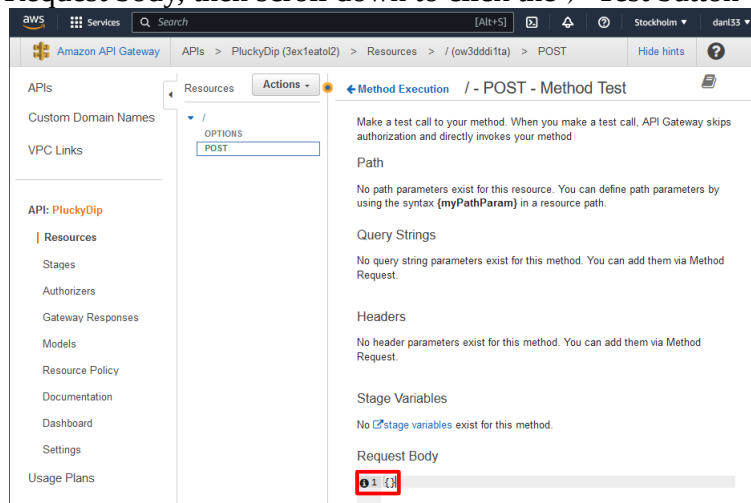 Request body, then scroll down to click the ⚡ Test button
aws Services Search [Alt+S] Stockholm ▼ danl33 ▼
Amazon API Gateway APIs > PluckyDip (3ex1eatol2) > Resources > / (ow3dddi1ta) > POST Hide hints
APIs
Custom Domain Names
VPC Links
API: PluckyDip
Resources
Stages
Authorizers
Gateway Responses
Models
Resource Policy
Documentation
Dashboard
Settings
Usage Plans
Resources Actions
/
OPTIONS
POST
Method Execution / - POST - Method Test
Make a test call to your method. When you make a test call, API Gateway skips
authorization and directly invokes your method
Path
No path parameters exist for this resource. You can define path parameters by
using the syntax {myPathParam} in a resource path.
Query Strings
No query string parameters exist for this method. You can add them via Method
Request.
Headers
No header parameters exist for this method. You can add them via Method
Request.
Stage Variables
No stage variables exist for this method.
Request Body
1 {}